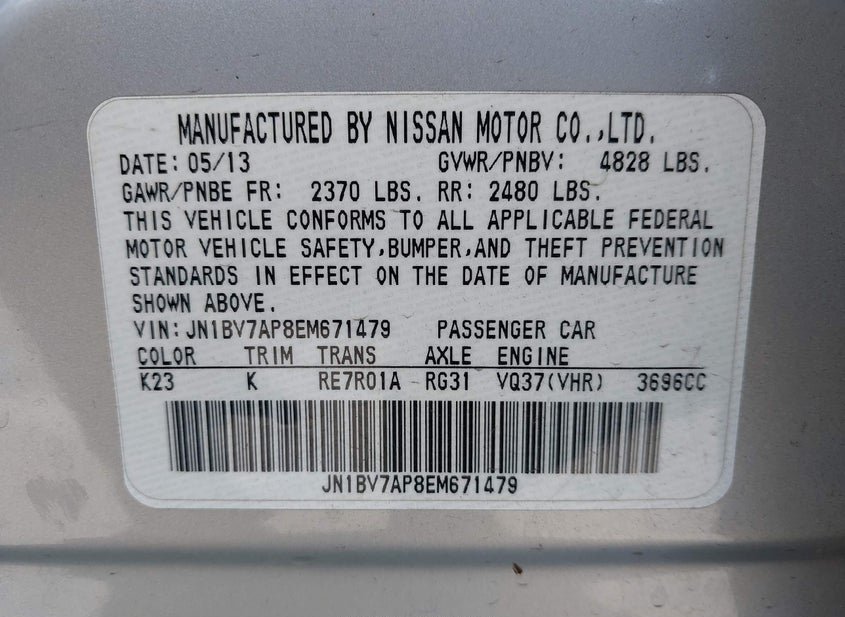 MANUFACTURED BY NISSAN MOTOR CO.,LTD.
DATE: 05/13 GVWR/PNBV: 4828 LBS.
GAWR/PNBE FR: 2370 LBS. RR: 2480 LBS.
THIS VEHICLE CONFORMS TO ALL APPLICABLE FEDERAL
MOTOR VEHICLE SAFETY,BUMPER,AND THEFT PREVENTION
STANDARDS IN EFFECT ON THE DATE OF MANUFACTURE
SHOWN ABOVE.
VIN: JN1BV7AP8EM671479 PASSENGER CAR
COLOR TRIM TRANS AXLE ENGINE
K23 K RE7R01A RG31 VQ37(VHR) 3696CC
JN1BV7AP8EM671479